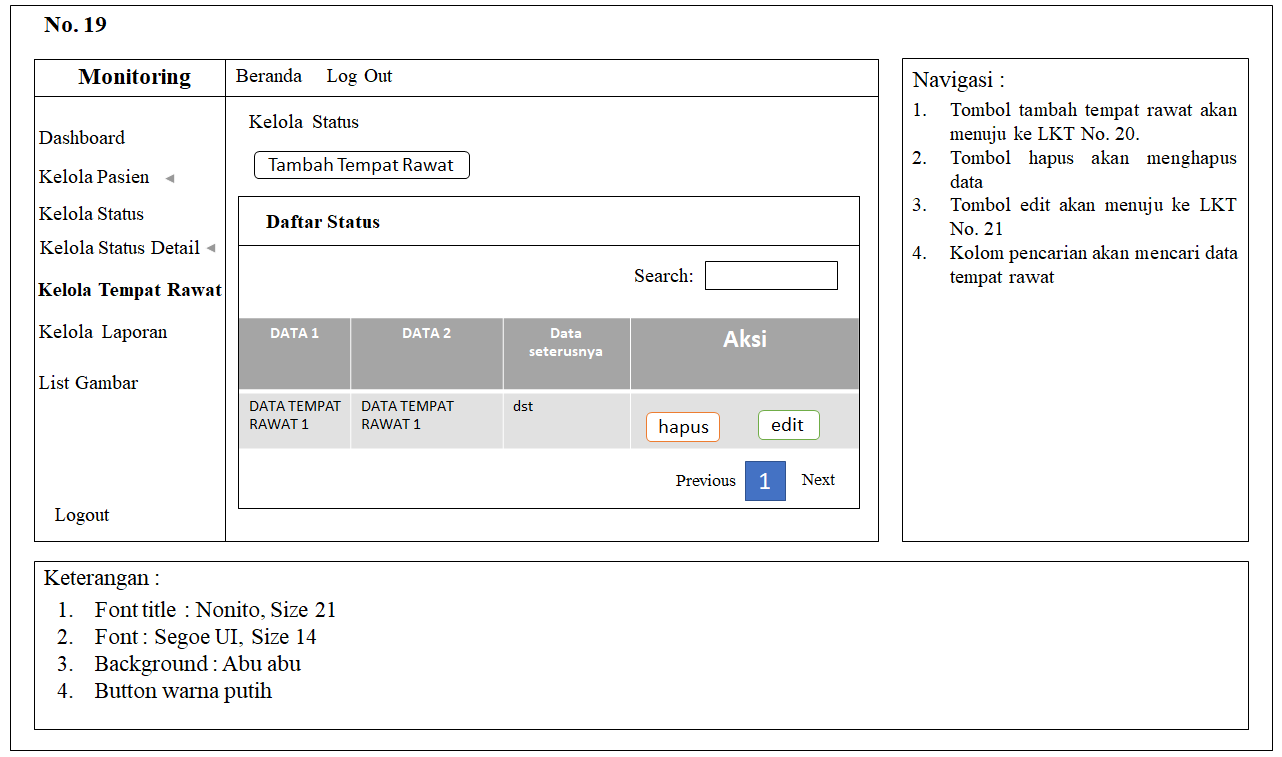 No. 19
Monitoring
Beranda Log Out
Dashboard
Kelola Pasien
Kelola Status
Kelola Status Detail
Kelola Tempat Rawat
Kelola Laporan
List Gambar
Logout
Kelola Status
Tambah Tempat Rawat
Daftar Status
Search:
DATA 1 DATA 2 Data Aksi
seterusnya
DATA TEMPAT DATA TEMPAT dst
RAWAT 1 RAWAT 1 hapus edit
Previous 1 Next
Navigasi :
1. Tombol tambah tempat rawat akan
menuju ke LKT No. 20.
2. Tombol hapus akan menghapus
data
3. Tombol edit akan menuju ke LKT
No. 21
4. Kolom pencarian akan mencari data
tempat rawat
Keterangan :
1. Font title : Nonito, Size 21
2. Font : Segoe UI, Size 14
3. Background : Abu abu
4. Button warna putih